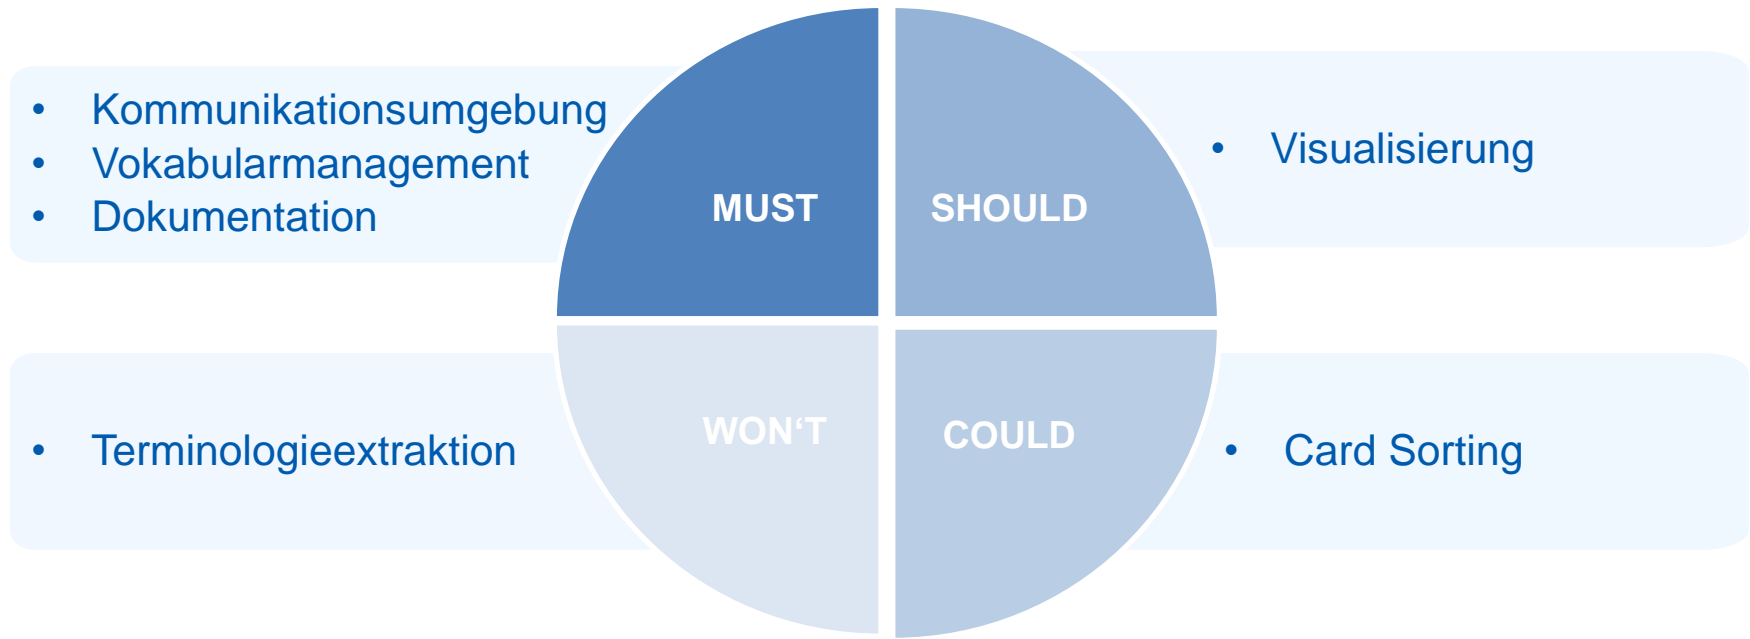 • Kommunikationsumgebung
• Vokabularmanagement
• Dokumentation
MUST
SHOULD
• Visualisierung
• Terminologieextraktion
WON‘T
COULD
• Card Sorting